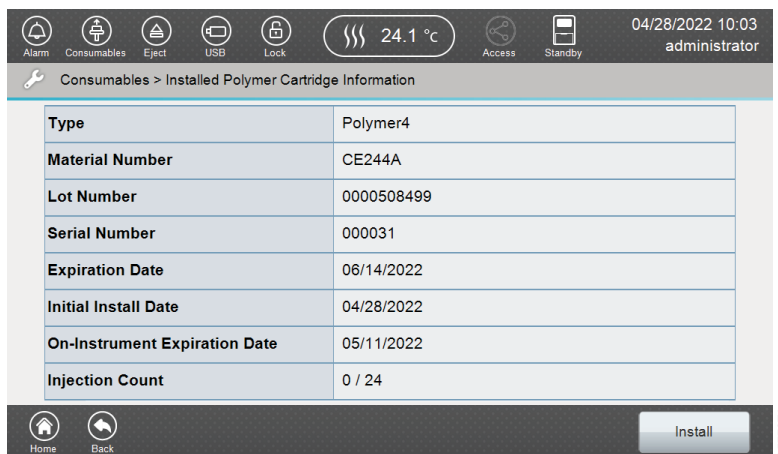 Alarm Consumables Eject USB Lock 24.1 °c Access Standby 04/28/2022 10:03
administrator
Consumables > Installed Polymer Cartridge Information
Type Polymer4
Material Number CE244A
Lot Number 0000508499
Serial Number 000031
Expiration Date 06/14/2022
Initial Install Date 04/28/2022
On-Instrument Expiration Date 05/11/2022
Injection Count 0 / 24
Home Back Install